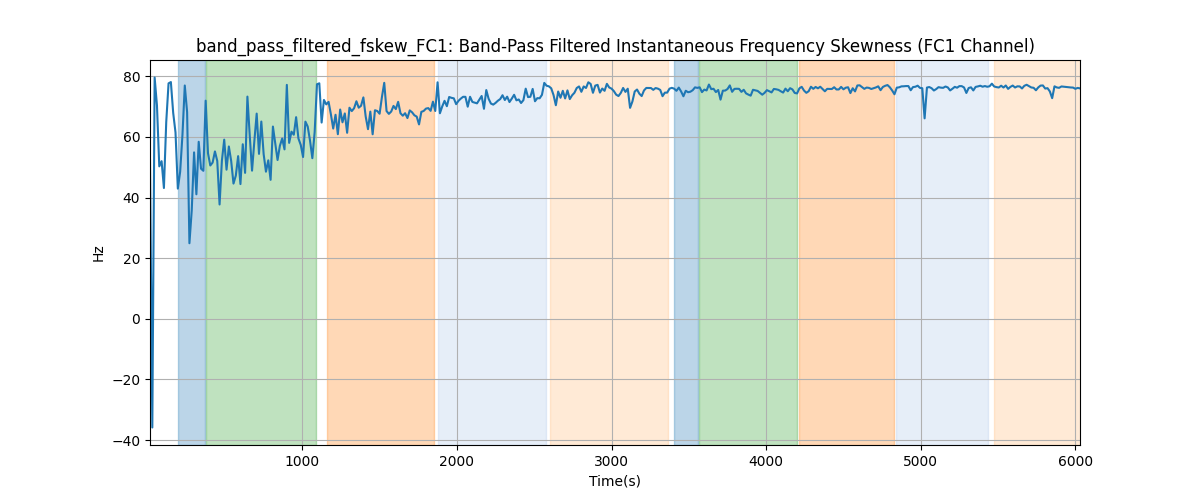 band_pass_filtered_fskew_FC1: Band-Pass Filtered Instantaneous Frequency Skewness (FC1 Channel)
80
60
40
20
0
−20
−40
Hz
1000 2000 3000 4000 5000 6000
Time(s)